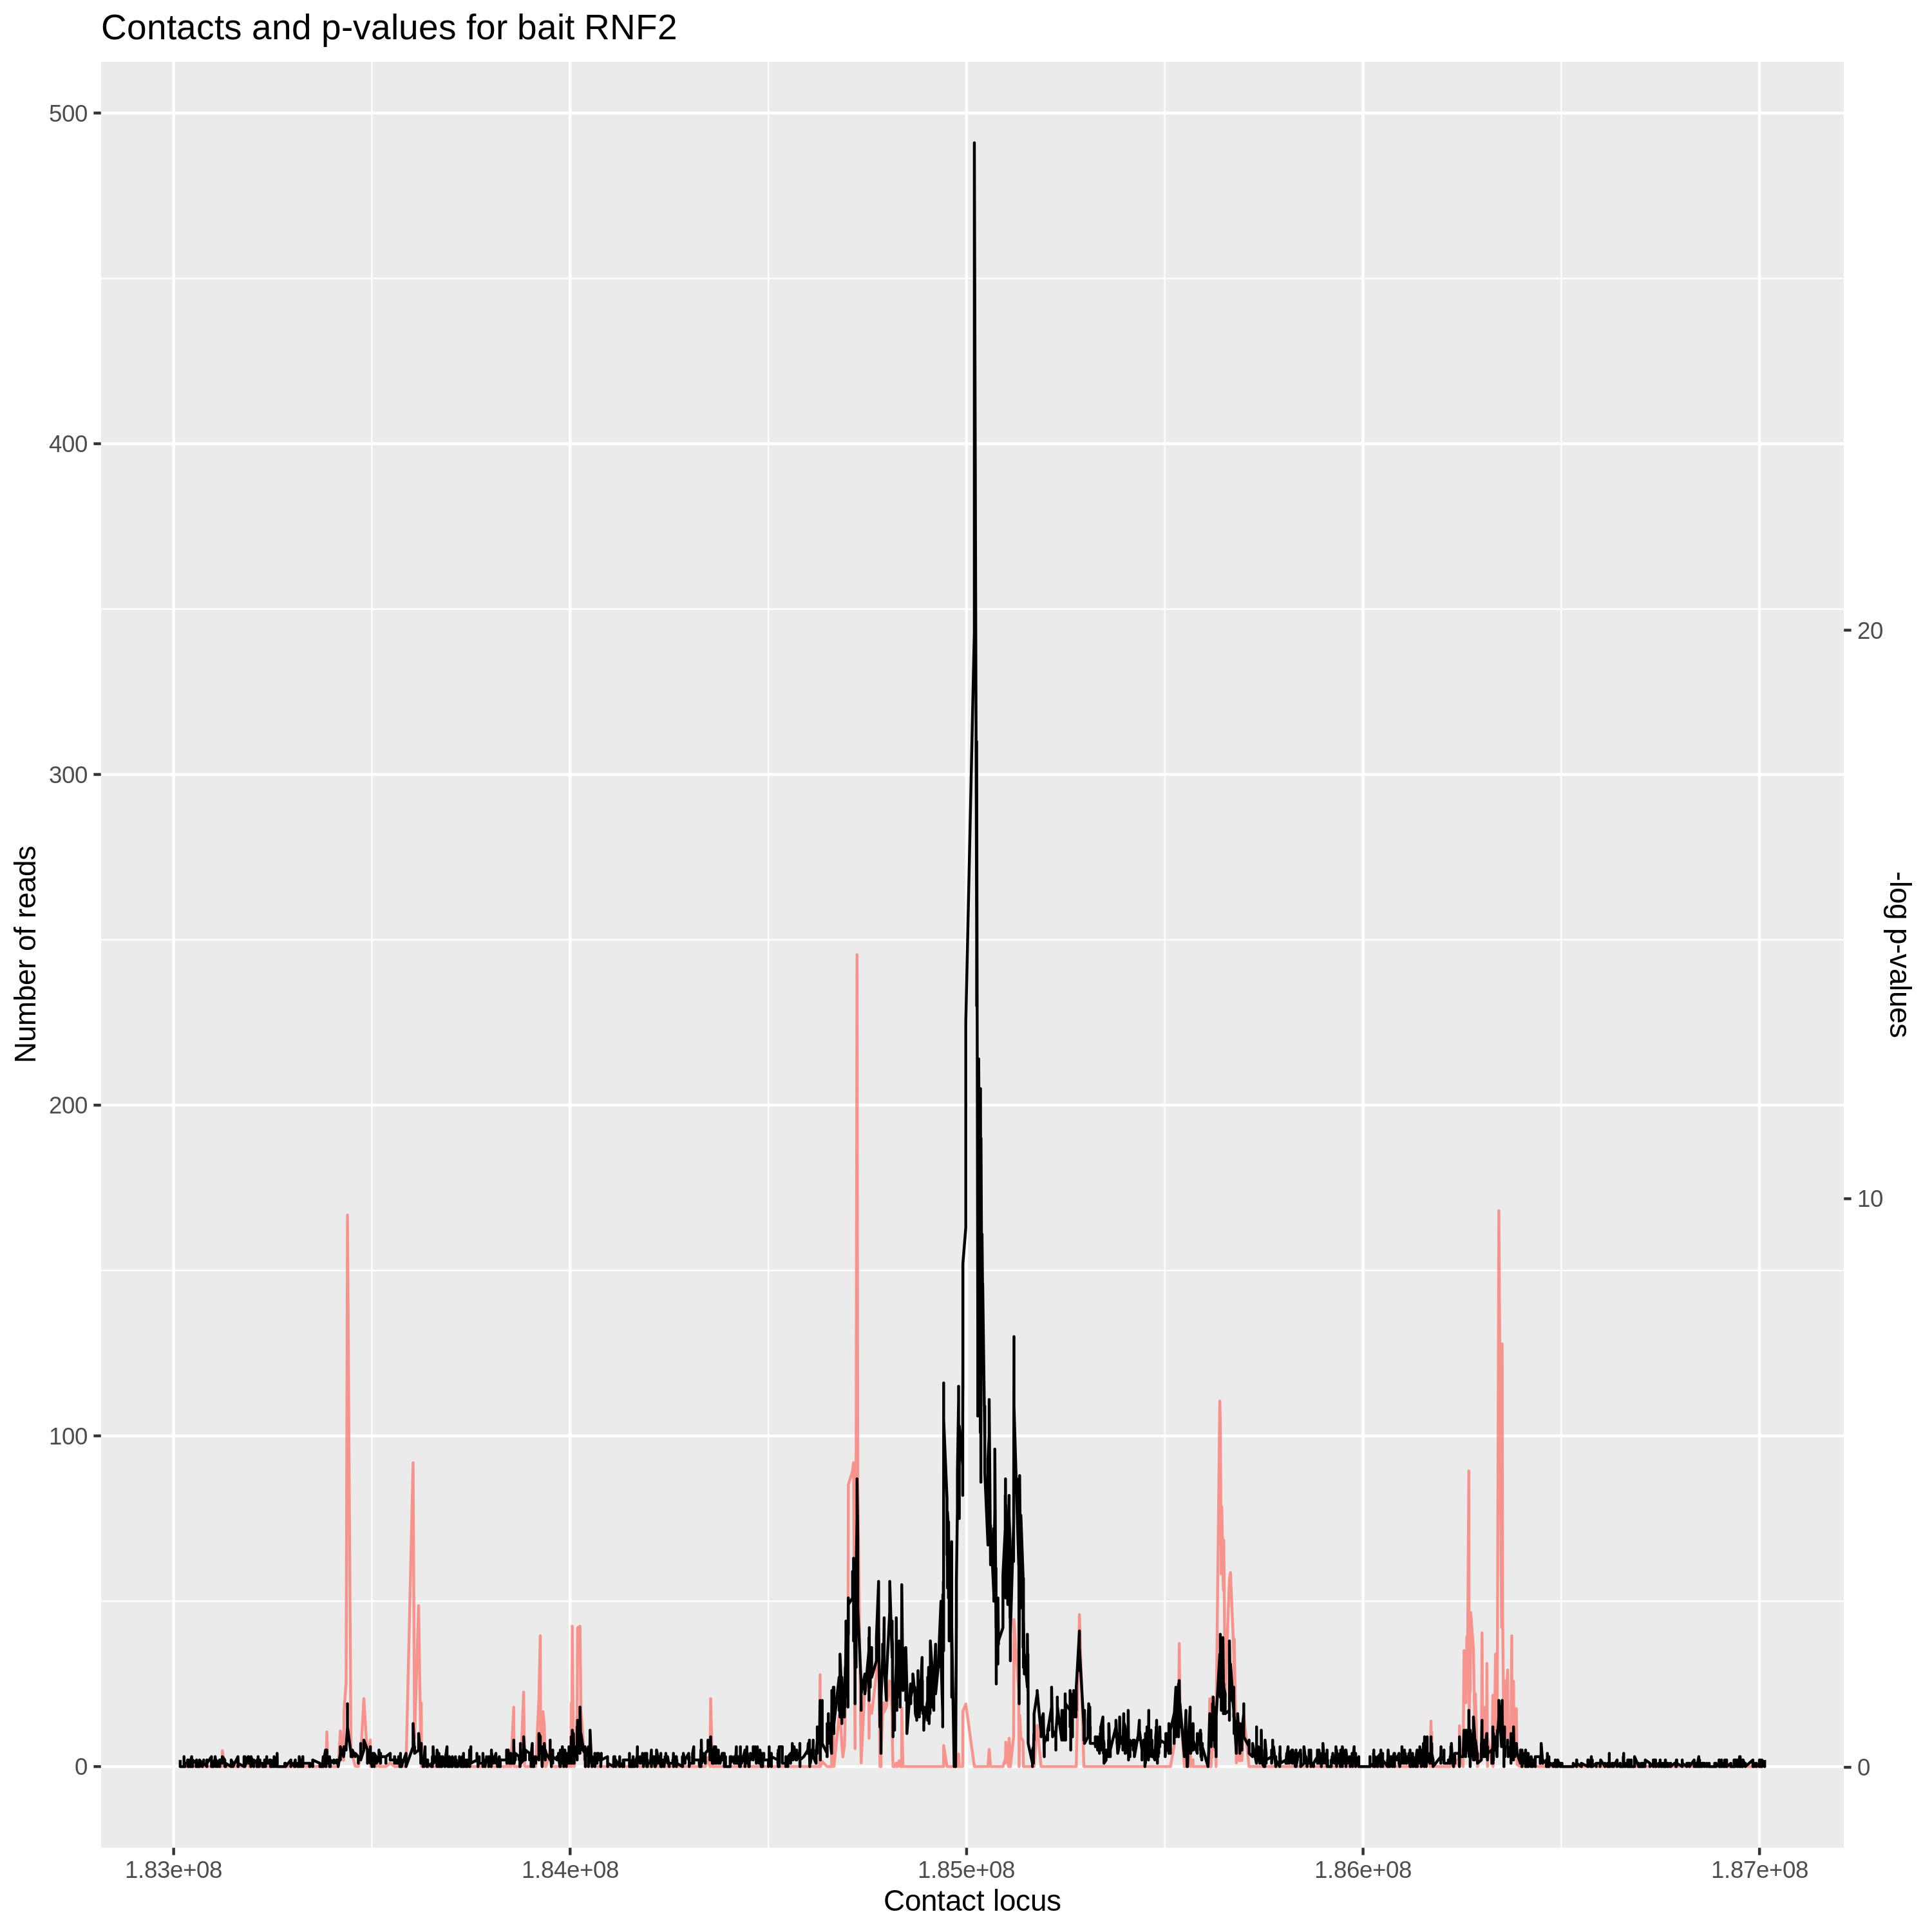 Contacts and p-values for bait RNF2
500
400
300
200
100
0
Number of reads
20
10
0
-log p-values
1.83e+08
1.84e+08
1.85e+08
1.86e+08
1.87e+08
Contact locus